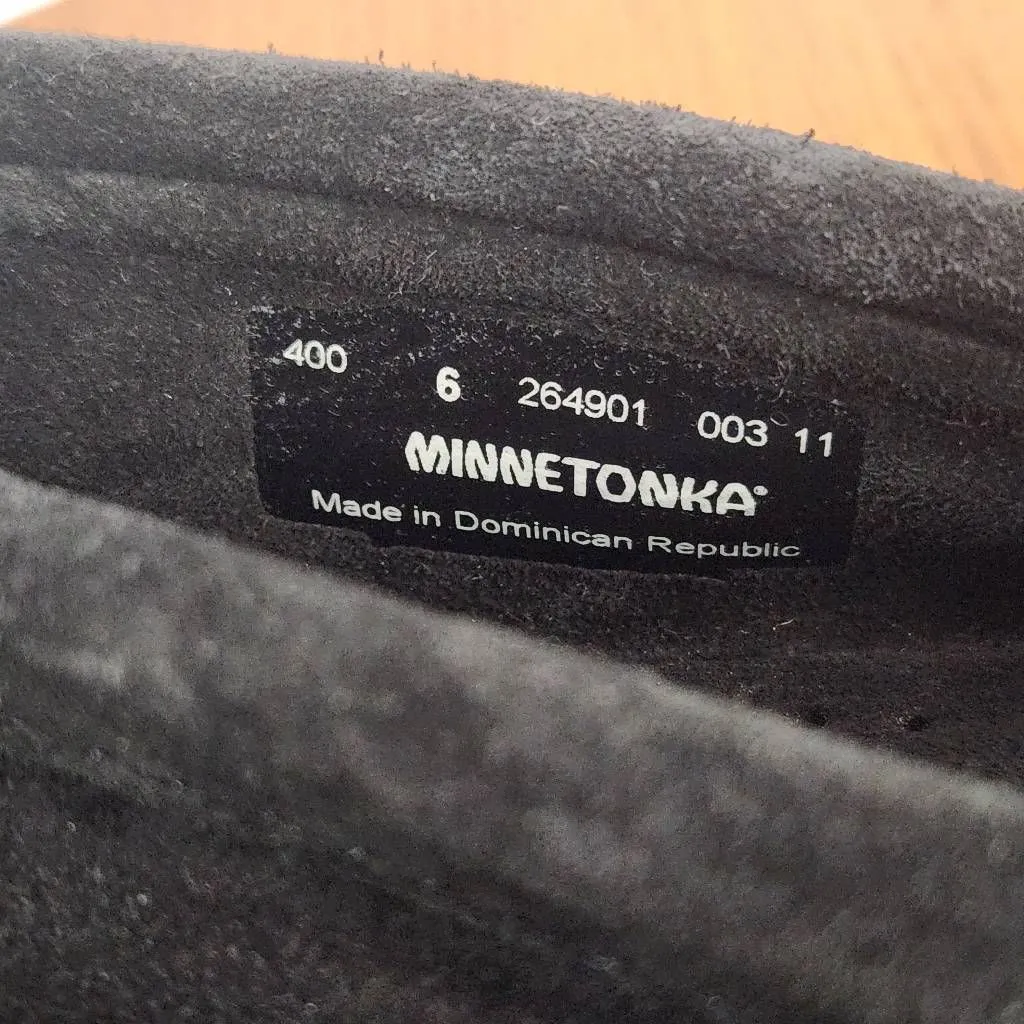 400 6 264901 003 11
MINNETONKA®
Made in Dominican Republic